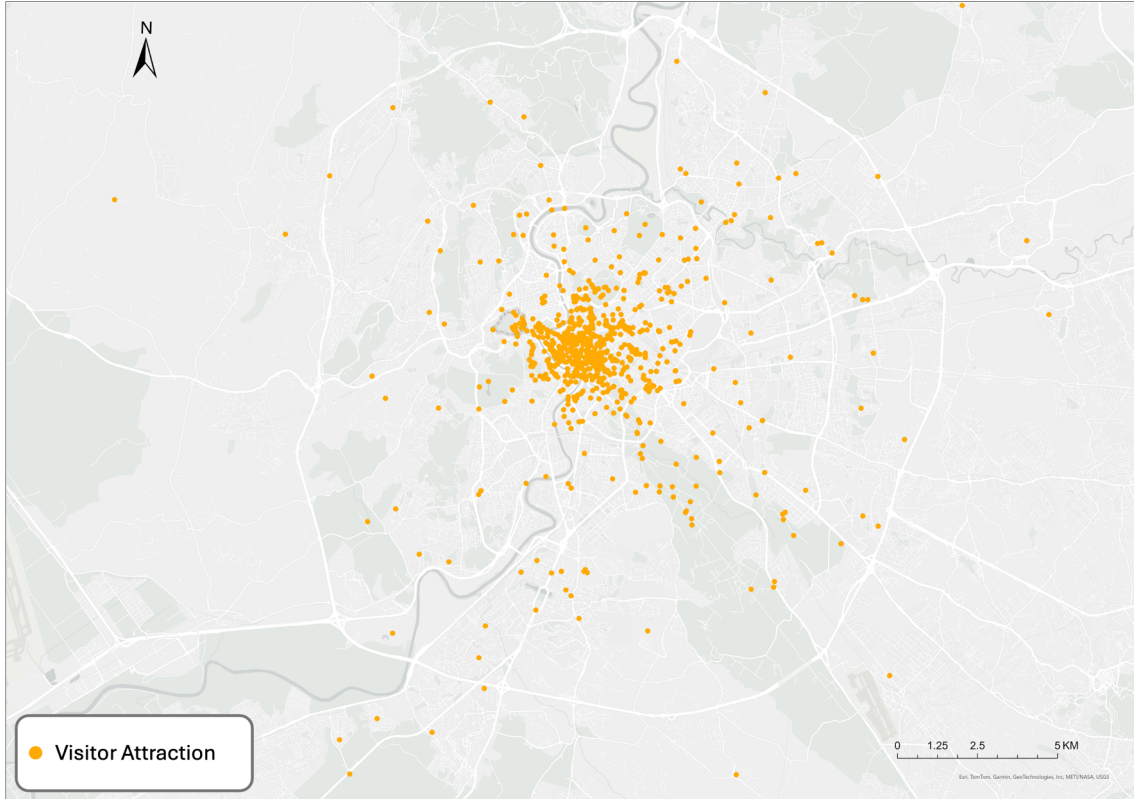 N
Visitor Attraction
0 1.25 2.5 5 KM
Esri, TomTom, Garmin, GeoTechnologies, Inc, METI/NASA, USGS